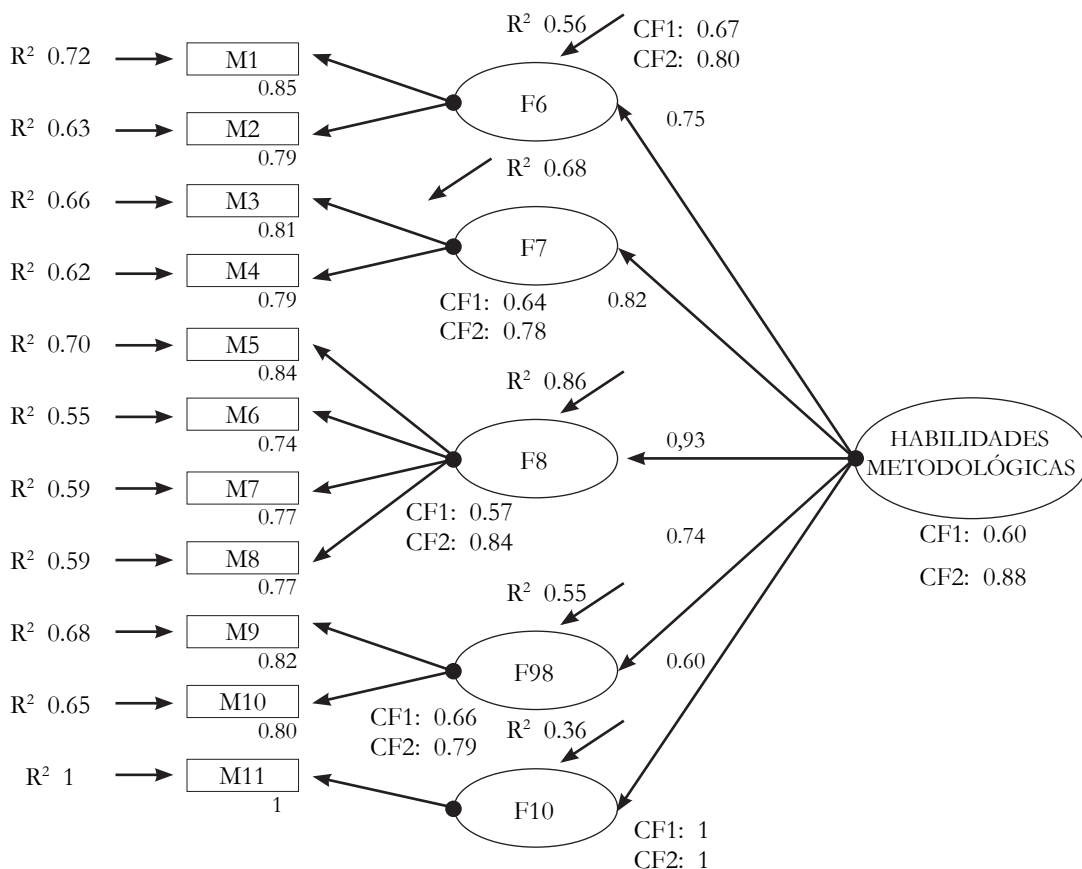 R² 0.56
CF1: 0.67
CF2: 0.80
R² 0.72
M1
0.85
F6
0.75
R² 0.63
M2
0.79
R² 0.68
R² 0.66
M3
0.81
F7
R² 0.62
M4
0.79
CF1: 0.64
CF2: 0.78
0.82
R² 0.70
M5
0.84
R² 0.86
R² 0.55
M6
0.74
F8
0,93
HABILIDADES
METODOLÓGICAS
R² 0.59
M7
0.77
CF1: 0.57
CF2: 0.84
CF1: 0.60
CF2: 0.88
0.74
R² 0.59
M8
0.77
R² 0.55
R² 0.68
M9
0.82
F98
0.60
R² 0.65
M10
0.80
CF1: 0.66
CF2: 0.79
R² 0.36
R² 1
M11
1
F10
CF1: 1
CF2: 1